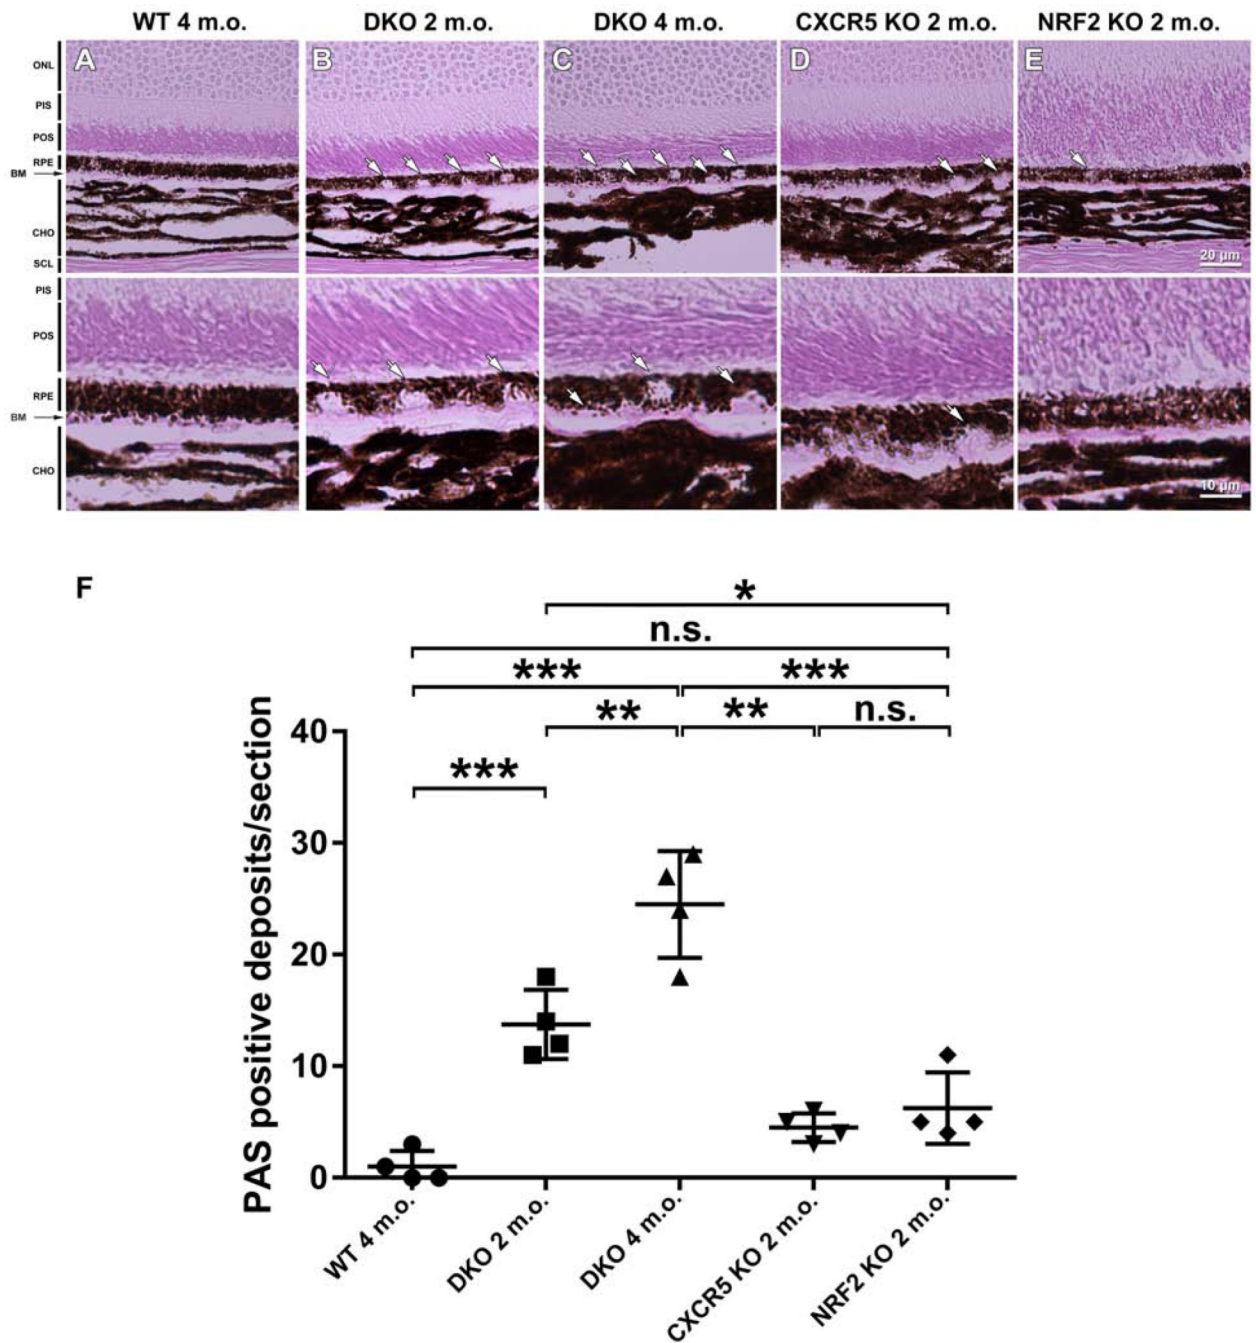 WT 4 m.o. DKO 2 m.o. DKO 4 m.o. CXCR5 KO 2 m.o. NRF2 KO 2 m.o.
A B C D E
ONL
PIS
POS
RPE
BM
CHO
SCL
20 µm
PIS
POS
RPE
BM
CHO
10 µm
F
*
n.s.
*** ***
** ** n.s.
***
PAS positive deposits/section
40
30
20
10
0
WT 4 m.o. DKO 2 m.o. DKO 4 m.o. CXCR5 KO 2 m.o. NRF2 KO 2 m.o.